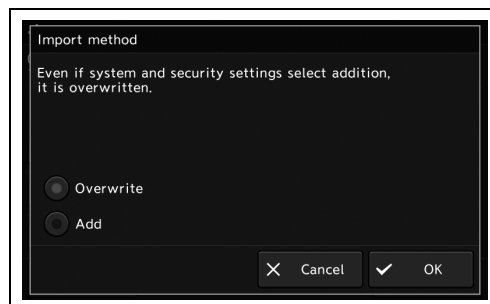 Import method
Even if system and security settings select addition,
it is overwritten.
Overwrite
Add
Cancel
OK